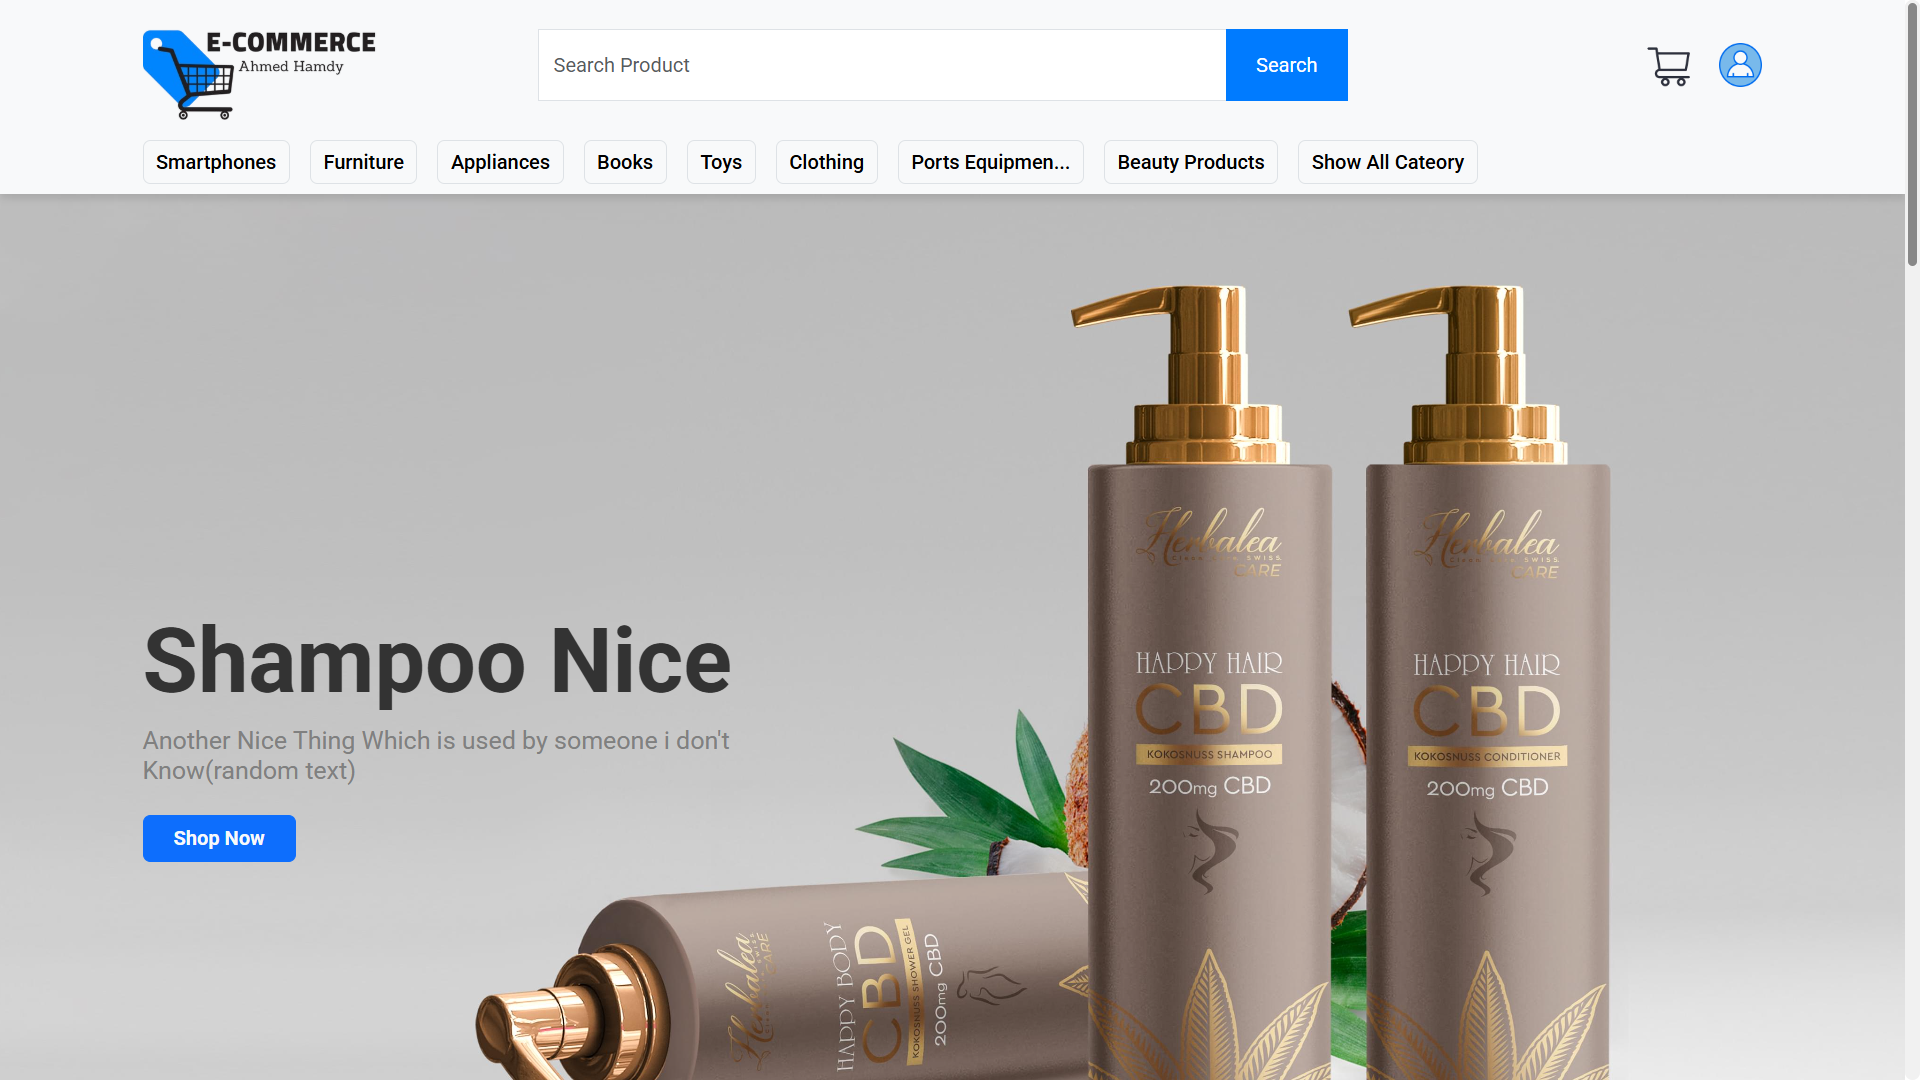 E-COMMERCE
Ahmed Hamdy
Search Product
Search
Smartphones
Furniture
Appliances
Books
Toys
Clothing
Ports Equipmen...
Beauty Products
Show All Cateory
Shampoo Nice
Another Nice Thing Which is used by someone i don't
Know(random text)
Shop Now
Herbalea
SWISS
CARE
HAPPY HAIR
CBD
KOKOSNUSS SHAMPOO
200mg CBD
Herbalea
SWISS
CARE
HAPPY HAIR
CBD
KOKOSNUSS CONDITIONER
200mg CBD
Herbalea
CARE
HAPPY BODY
CBD
KOKOSNUSS SHOWER GEL
200mg CBD